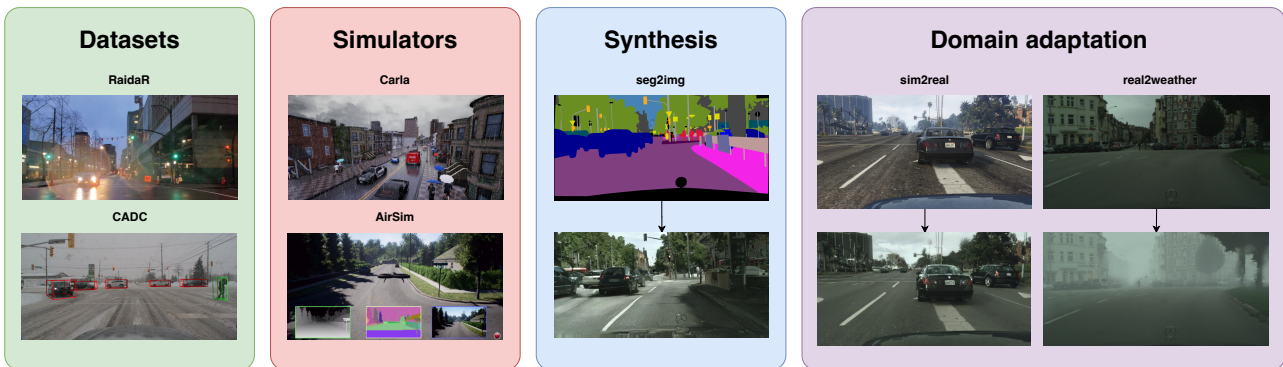 Datasets
RaidaR
CADC
Simulators
Carla
AirSim
Synthesis
seg2img
Domain adaptation
sim2real
real2weather